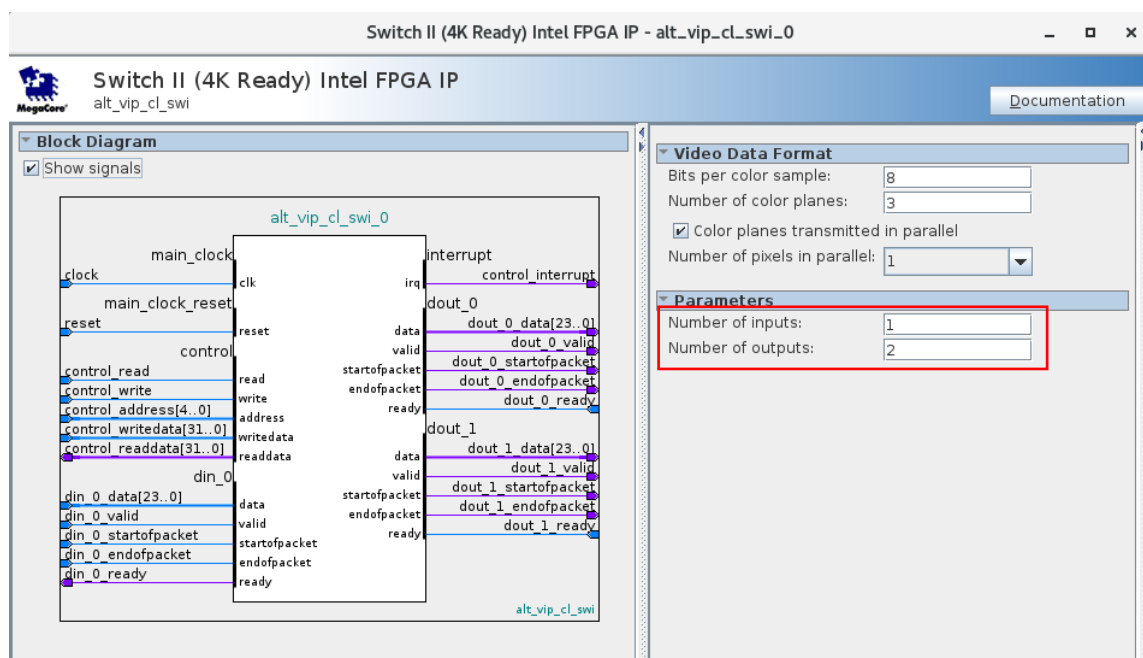 Switch II (4K Ready) Intel FPGA IP - alt_vip_cl_swi_0
MegaCore®
Switch II (4K Ready) Intel FPGA IP
alt_vip_cl_swi
Documentation
Block Diagram
Show signals
alt_vip_cl_swi_0
main_clock
clock
clk
main_clock_reset
reset
reset
control
control_read
read
control_write
write
control_address[4..0]
address
control_writedata[31..0]
writedata
control_readdata[31..0]
readdata
din_0
din_0_data[23..0]
data
din_0_valid
valid
din_0_startofpacket
startofpacket
din_0_endofpacket
endofpacket
din_0_ready
ready
interrupt
control_interrupt
irq
dout_0
dout_0_data[23..0]
data
dout_0_valid
valid
dout_0_startofpacket
startofpacket
dout_0_endofpacket
endofpacket
dout_0_ready
ready
dout_1
dout_1_data[23..0]
data
dout_1_valid
valid
dout_1_startofpacket
startofpacket
dout_1_endofpacket
endofpacket
dout_1_ready
ready
alt_vip_cl_swi
Video Data Format
Bits per color sample: 8
Number of color planes: 3
Color planes transmitted in parallel
Number of pixels in parallel: 1
Parameters
Number of inputs: 1
Number of outputs: 2